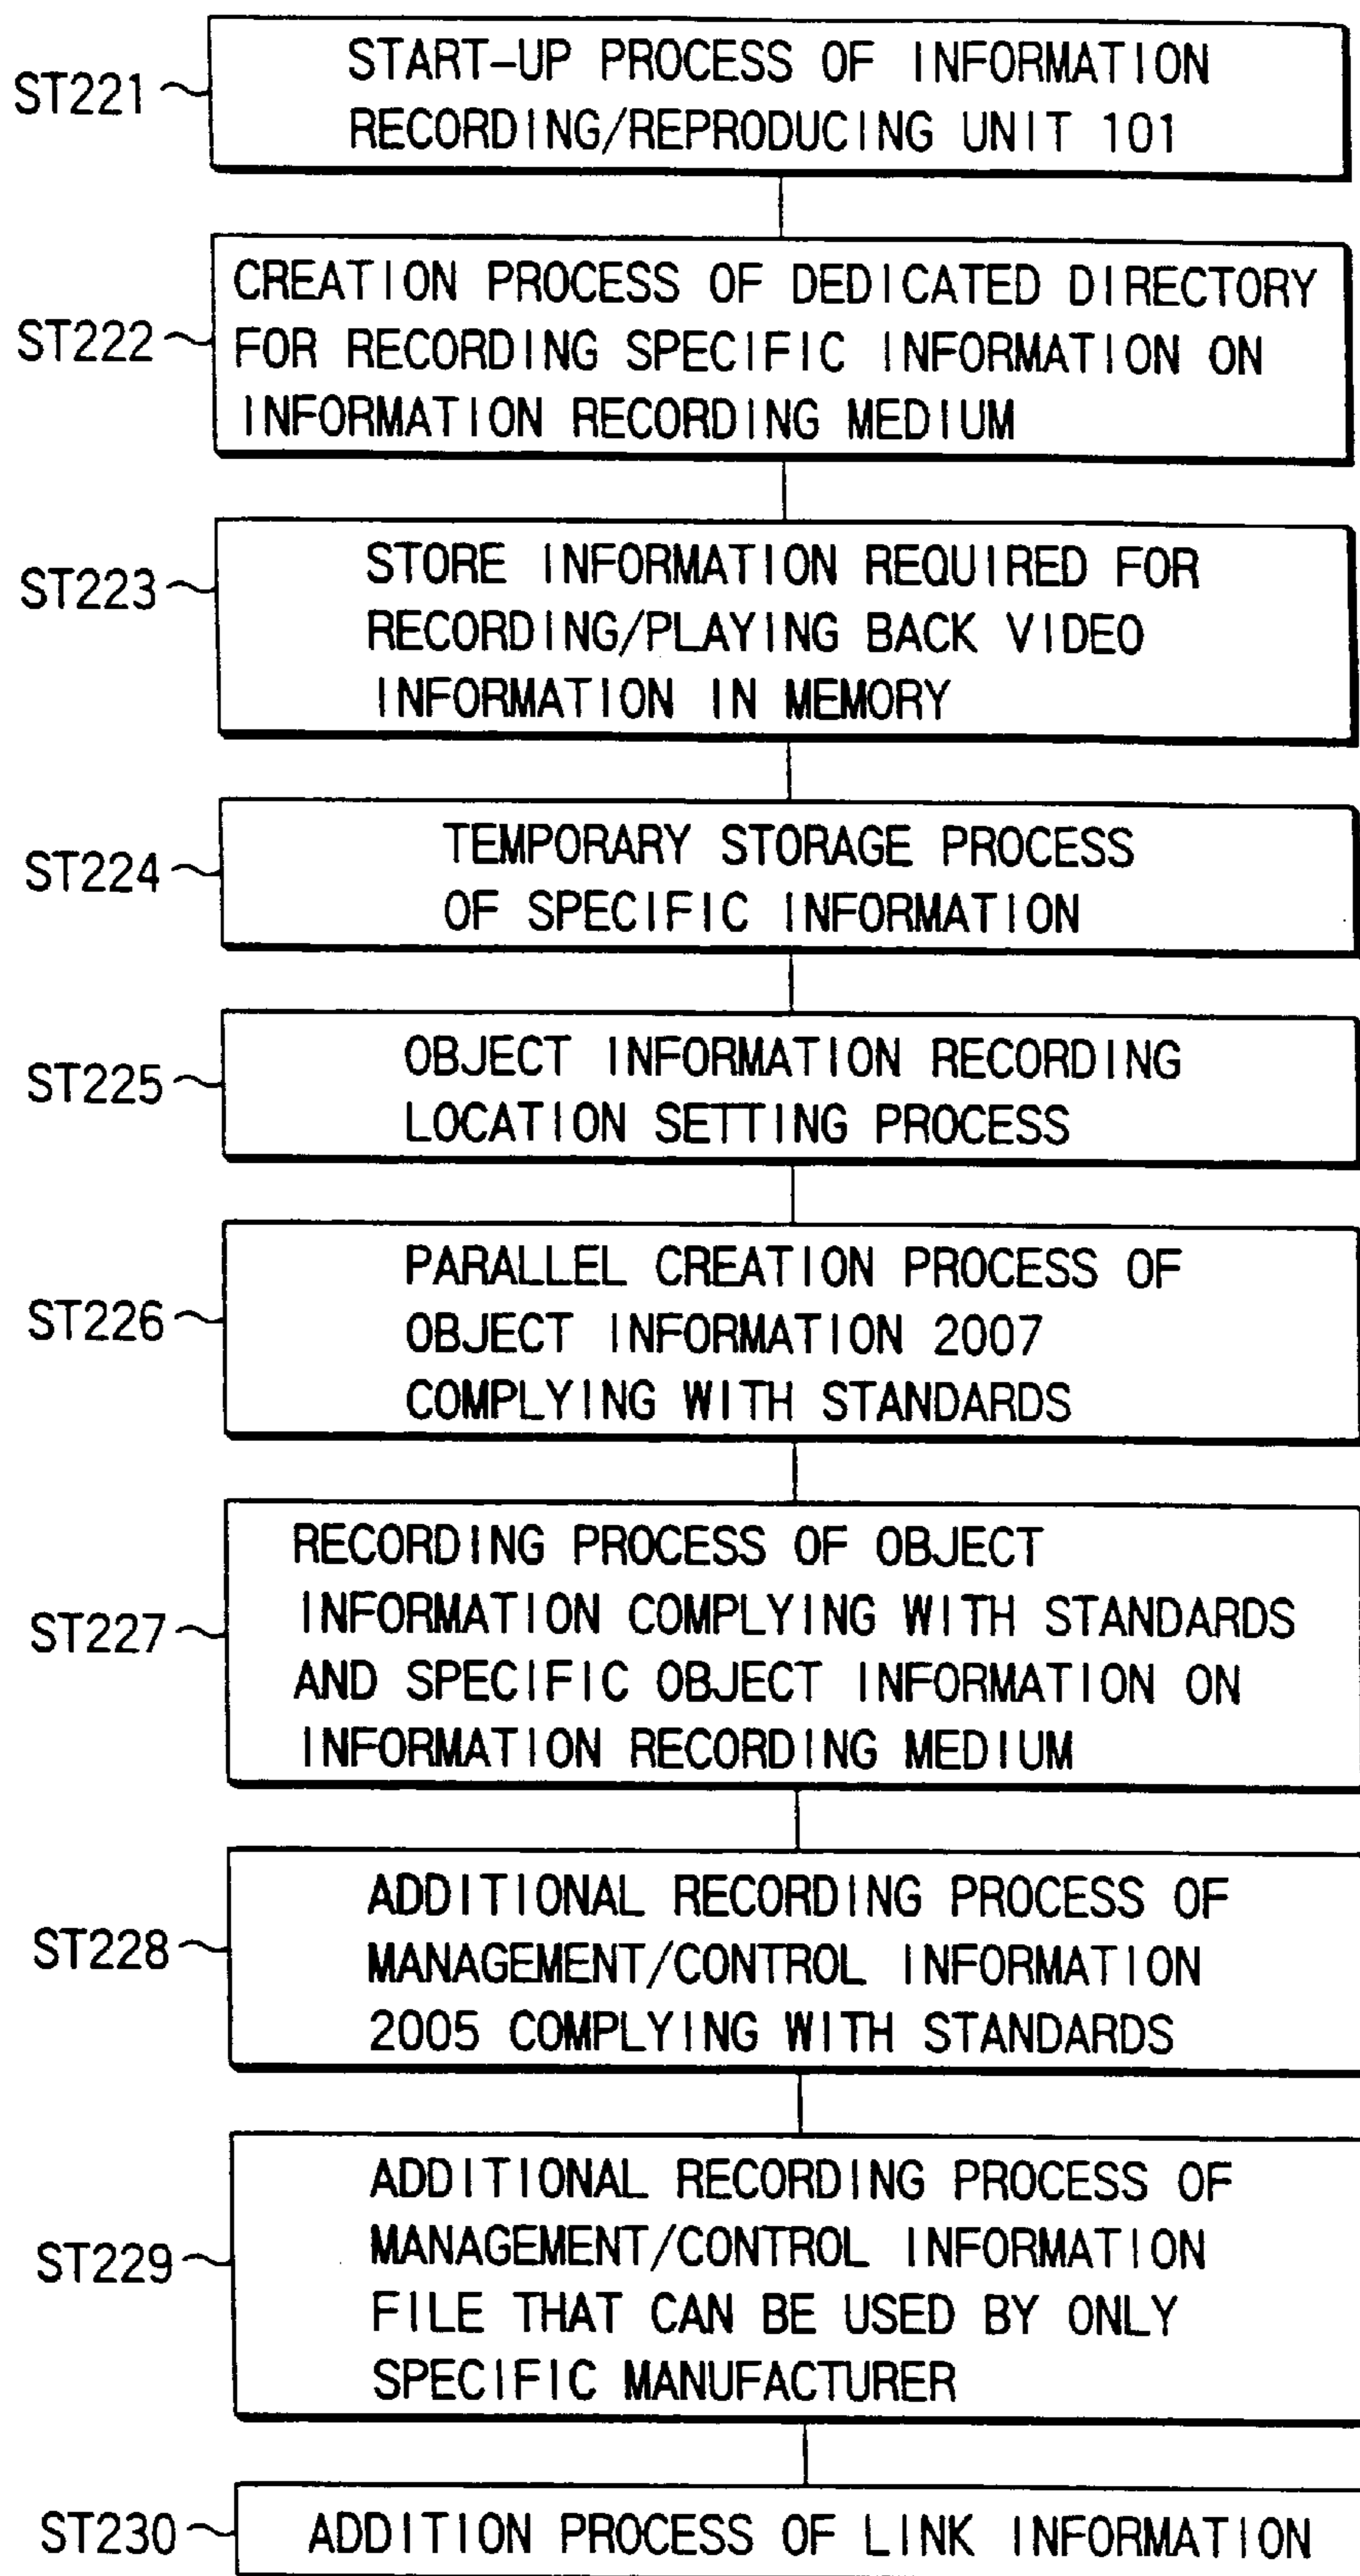 ST221
START-UP PROCESS OF INFORMATION
RECORDING/REPRODUCING UNIT 101
ST222
CREATION PROCESS OF DEDICATED DIRECTORY
FOR RECORDING SPECIFIC INFORMATION ON
INFORMATION RECORDING MEDIUM
ST223
STORE INFORMATION REQUIRED FOR
RECORDING/PLAYING BACK VIDEO
INFORMATION IN MEMORY
ST224
TEMPORARY STORAGE PROCESS
OF SPECIFIC INFORMATION
ST225
OBJECT INFORMATION RECORDING
LOCATION SETTING PROCESS
ST226
PARALLEL CREATION PROCESS OF
OBJECT INFORMATION 2007
COMPLYING WITH STANDARDS
ST227
RECORDING PROCESS OF OBJECT
INFORMATION COMPLYING WITH STANDARDS
AND SPECIFIC OBJECT INFORMATION ON
INFORMATION RECORDING MEDIUM
ST228
ADDITIONAL RECORDING PROCESS OF
MANAGEMENT/CONTROL INFORMATION
2005 COMPLYING WITH STANDARDS
ST229
ADDITIONAL RECORDING PROCESS OF
MANAGEMENT/CONTROL INFORMATION
FILE THAT CAN BE USED BY ONLY
SPECIFIC MANUFACTURER
ST230
ADDITION PROCESS OF LINK INFORMATION